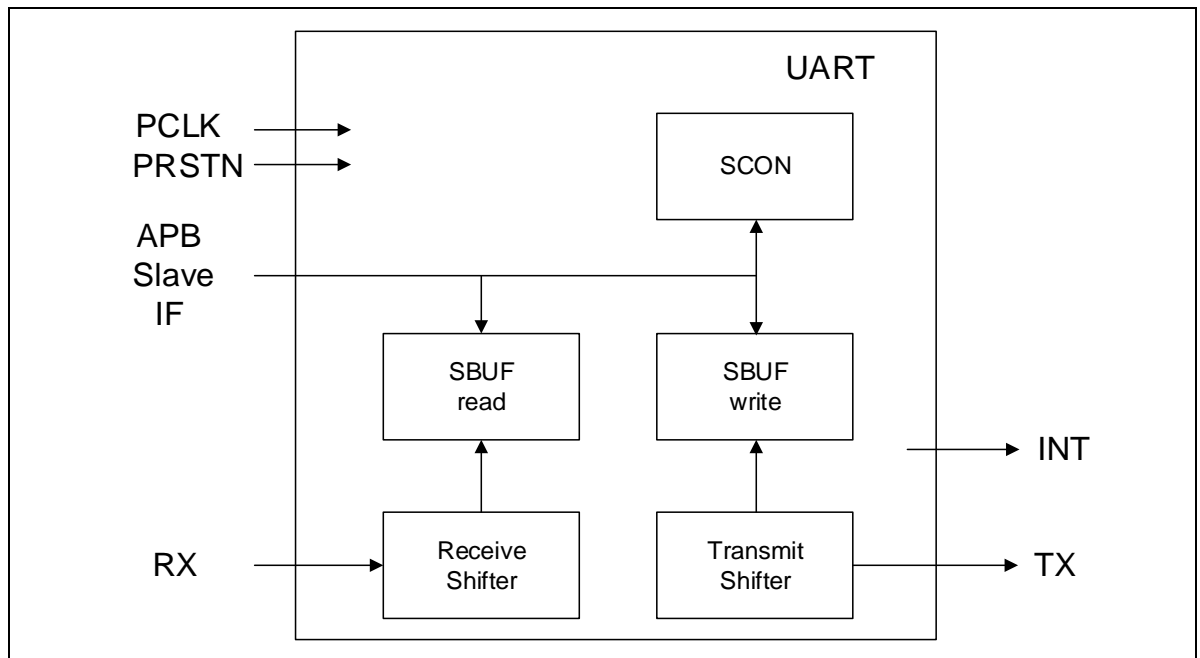 UART
PCLK
PRSTN
SCON
APB
Slave
IF
SBUF
read
SBUF
write
INT
RX
Receive
Shifter
Transmit
Shifter
TX